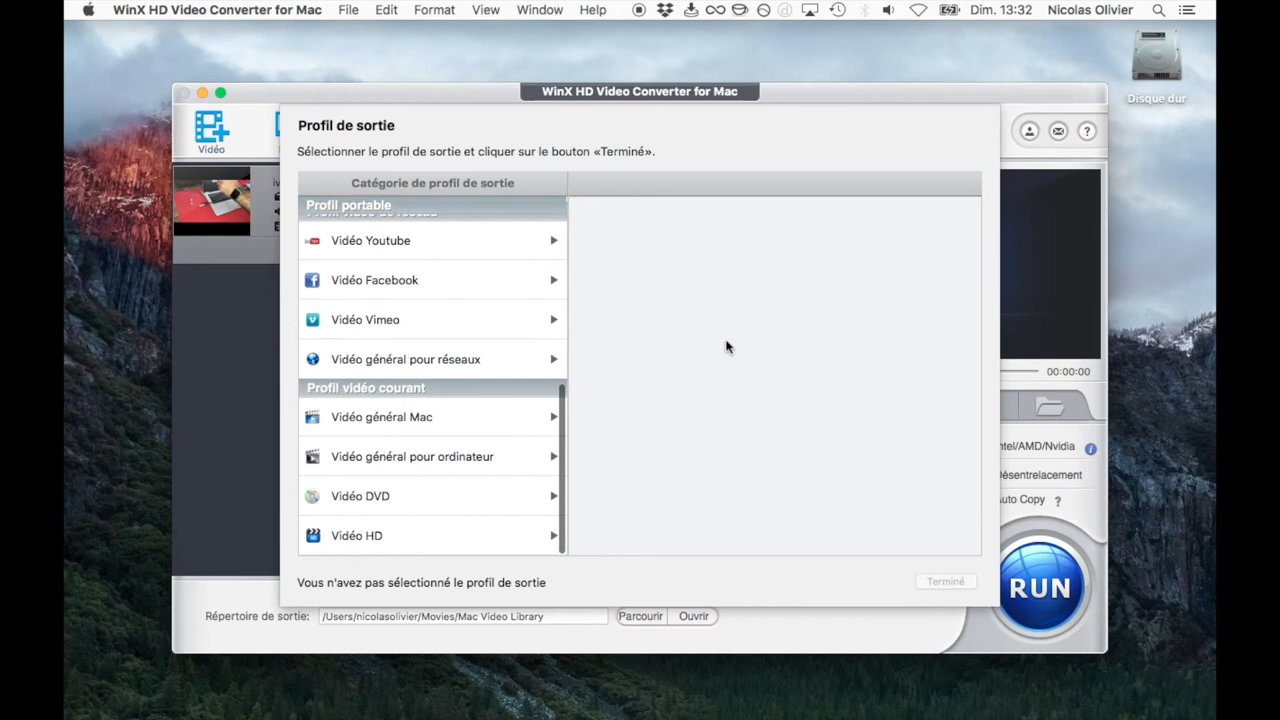 WinX HD Video Converter for Mac File Edit Format View Window Help Dim. 13:32 Nicolas Olivier
Disque dur
WinX HD Video Converter for Mac
Vidéo
Profil de sortie
Sélectionner le profil de sortie et cliquer sur le bouton «Terminé».
Catégorie de profil de sortie
Profil portable
Vidéo Youtube
Vidéo Facebook
Vidéo Vimeo
Vidéo général pour réseaux
Profil vidéo courant
Vidéo général Mac
Vidéo général pour ordinateur
Vidéo DVD
Vidéo HD
00:00:00
ntel/AMD/Nvidia
Désentrelacement
uto Copy ?
RUN
Vous n'avez pas sélectionné le profil de sortie
Terminé
Répertoire de sortie: /Users/nicolasolivier/Movies/Mac Video Library Parcourir Ouvrir